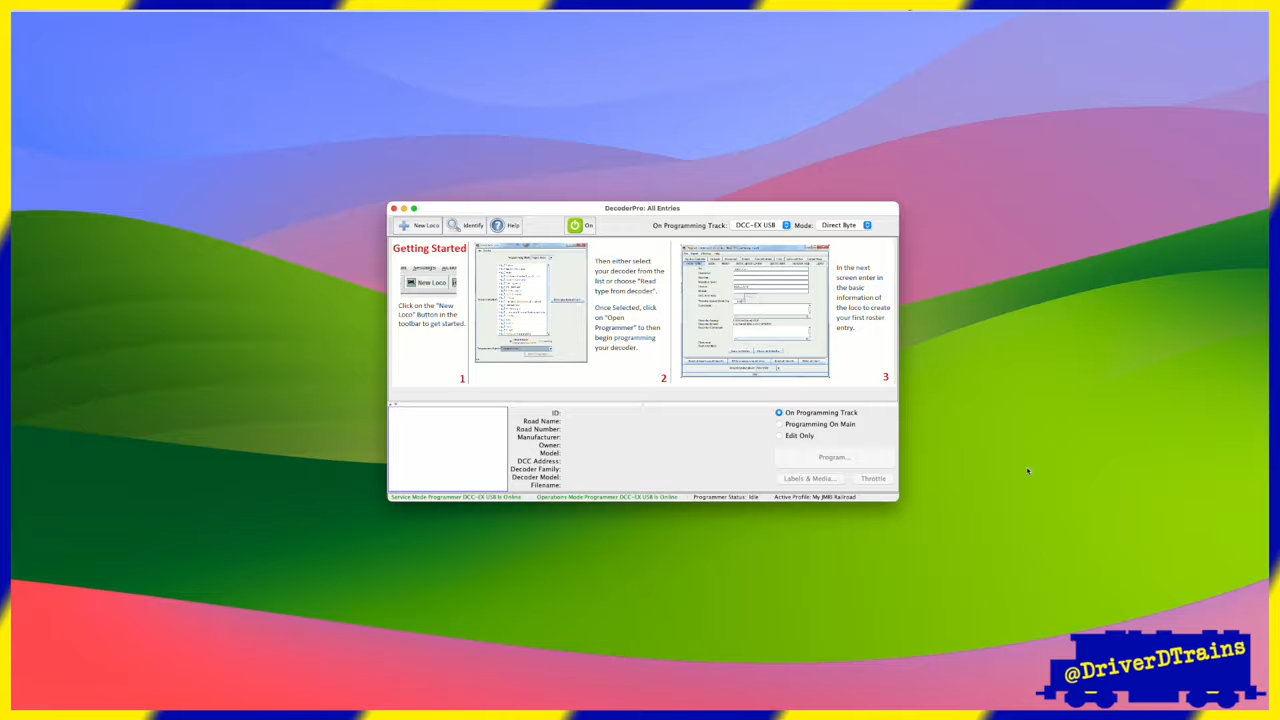 DecoderPro: All Entries
New Loco Identify Help On On Programming Track: DCC-EX USB Mode: Direct Byte
Getting Started
New Loco
Click on the "New
Loco" Button in the
toolbar to get started.
1
Then either select
your decoder from the
list or choose "Read
type from decoder".
Once Selected, click
on "Open
Programmer" to then
begin programming
your decoder.
2
In the next
screen enter in
the basic
information of
the loco to create
your first roster
entry.
3
ID:
Road Name:
Road Number:
Manufacturer:
Owner:
Model:
DCC Address:
Decoder Family:
Decoder Model:
Filename:
On Programming Track
Programming On Main
Edit Only
Program...
Labels & Media... Throttle
Service Mode Programmer DCC-EX USB Is Online Operations Mode Programmer DCC-EX USB Is Online Programmer Status: Idle Active Profile: My JMRI Railroad
@DriverDTrains